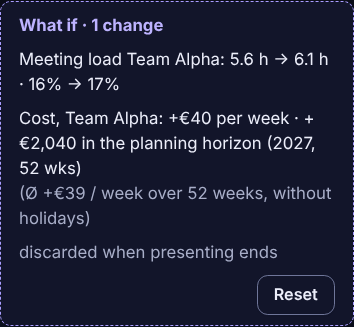 What if · 1 change
Meeting load Team Alpha: 5.6 h → 6.1 h
· 16% → 17%
Cost, Team Alpha: +€40 per week · +
€2,040 in the planning horizon (2027,
52 wks)
(Ø +€39 / week over 52 weeks, without
holidays)
discarded when presenting ends
Reset